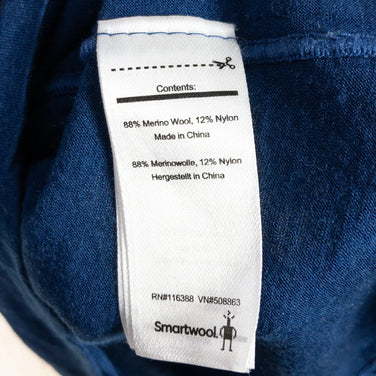 Contents:
88% Merino Wool, 12% Nylon
Made in China
88% Merinowolle, 12% Nylon
Hergestellt in China
RN#116388 VN#508863
Smartwool